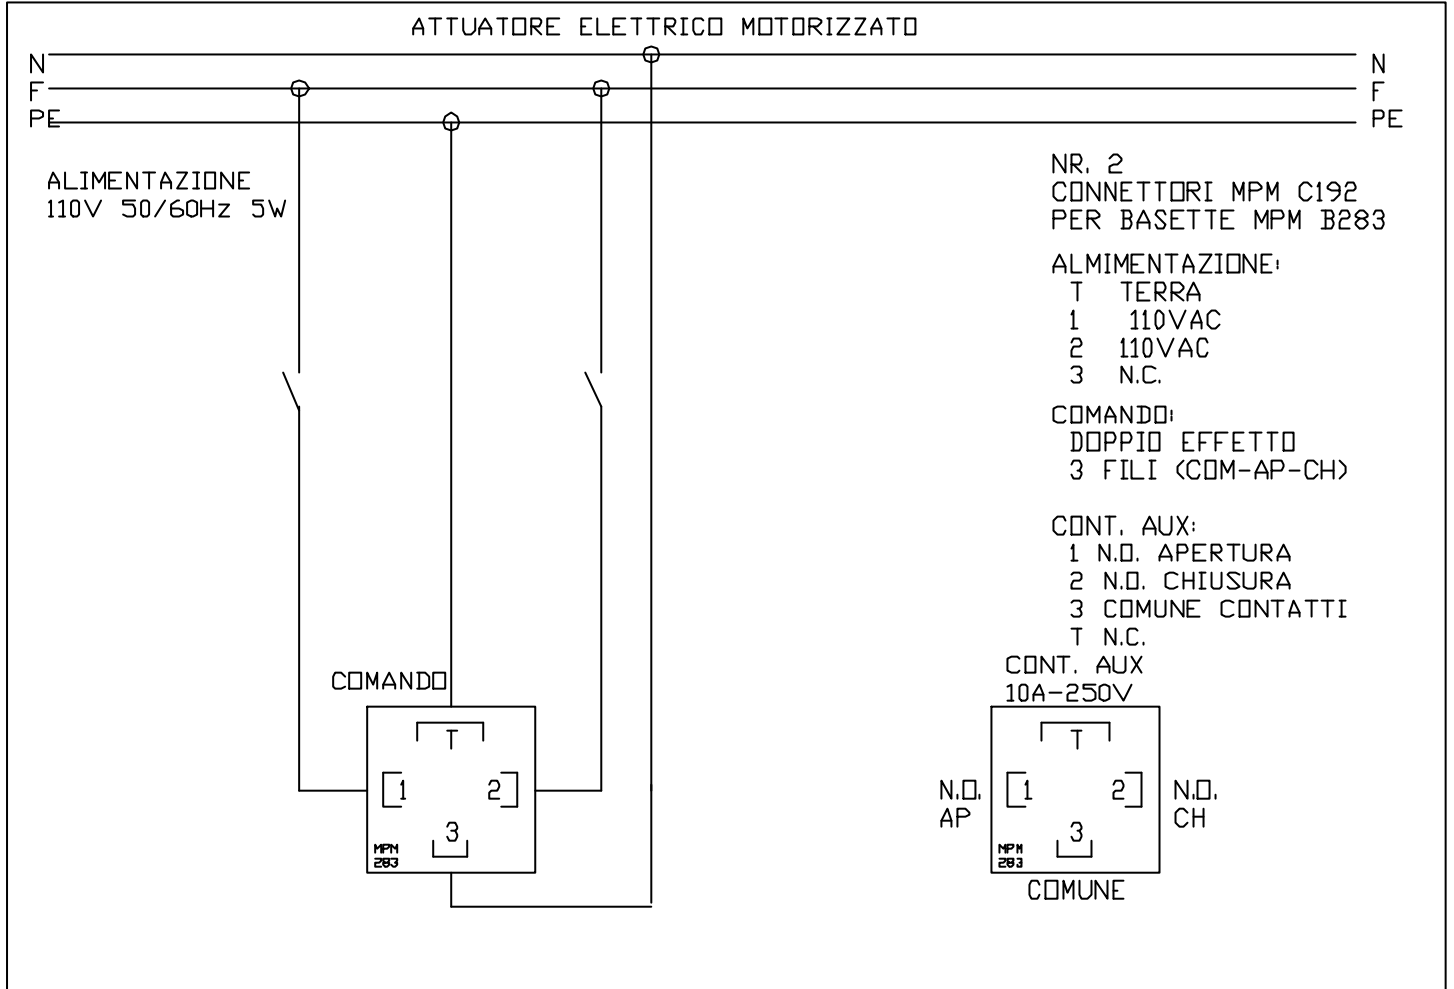 ATTUATORE ELETTRICO MOTORIZZATO
N
F
PE
N
F
PE
ALIMENTAZIONE
110V 50/60Hz 5W
NR. 2
CONNETTORI MPM C192
PER BASETTE MPM B283
ALMIMENTAZIONE:
T TERRA
1 110VAC
2 110VAC
3 N.C.
COMANDO:
DOPPIO EFFETTO
3 FILI (COM-AP-CH)
CONT. AUX:
1 N.O. APERTURA
2 N.O. CHIUSURA
3 COMUNE CONTATTI
T N.C.
COMANDO
T
1 2
3
MPM
283
CONT. AUX
10A-250V
T
N.O. 1 2 N.O.
AP CH
3
MPM
283
COMUNE